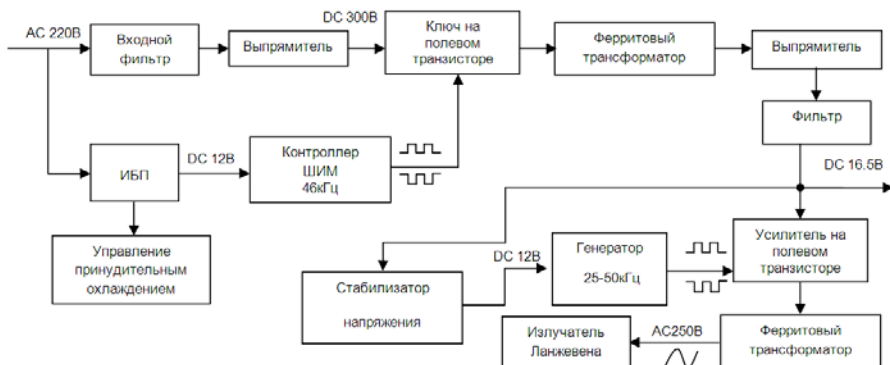 AC 220В
Входной
фильтр
Выпрямитель
DC 300В
Ключ на
полевом
транзисторе
Ферритовый
трансформатор
Выпрямитель
Фильтр
DC 16.5В
ИБП
DC 12В
Контроллер
ШИМ
46кГц
Управление
принудительным
охлаждением
Стабилизатор
напряжения
DC 12В
Генератор
25-50кГц
Усилитель на
полевом
транзисторе
Ферритовый
трансформатор
AC250В
Излучатель
Ланжевена